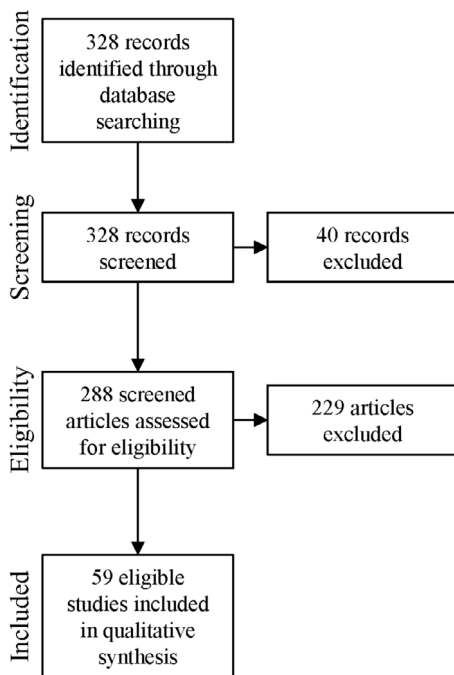 Identification
328 records
identified through
database
searching
Screening
328 records
screened
40 records
excluded
Eligibility
288 screened
articles assessed
for eligibility
229 articles
excluded
Included
59 eligible
studies included
in qualitative
synthesis